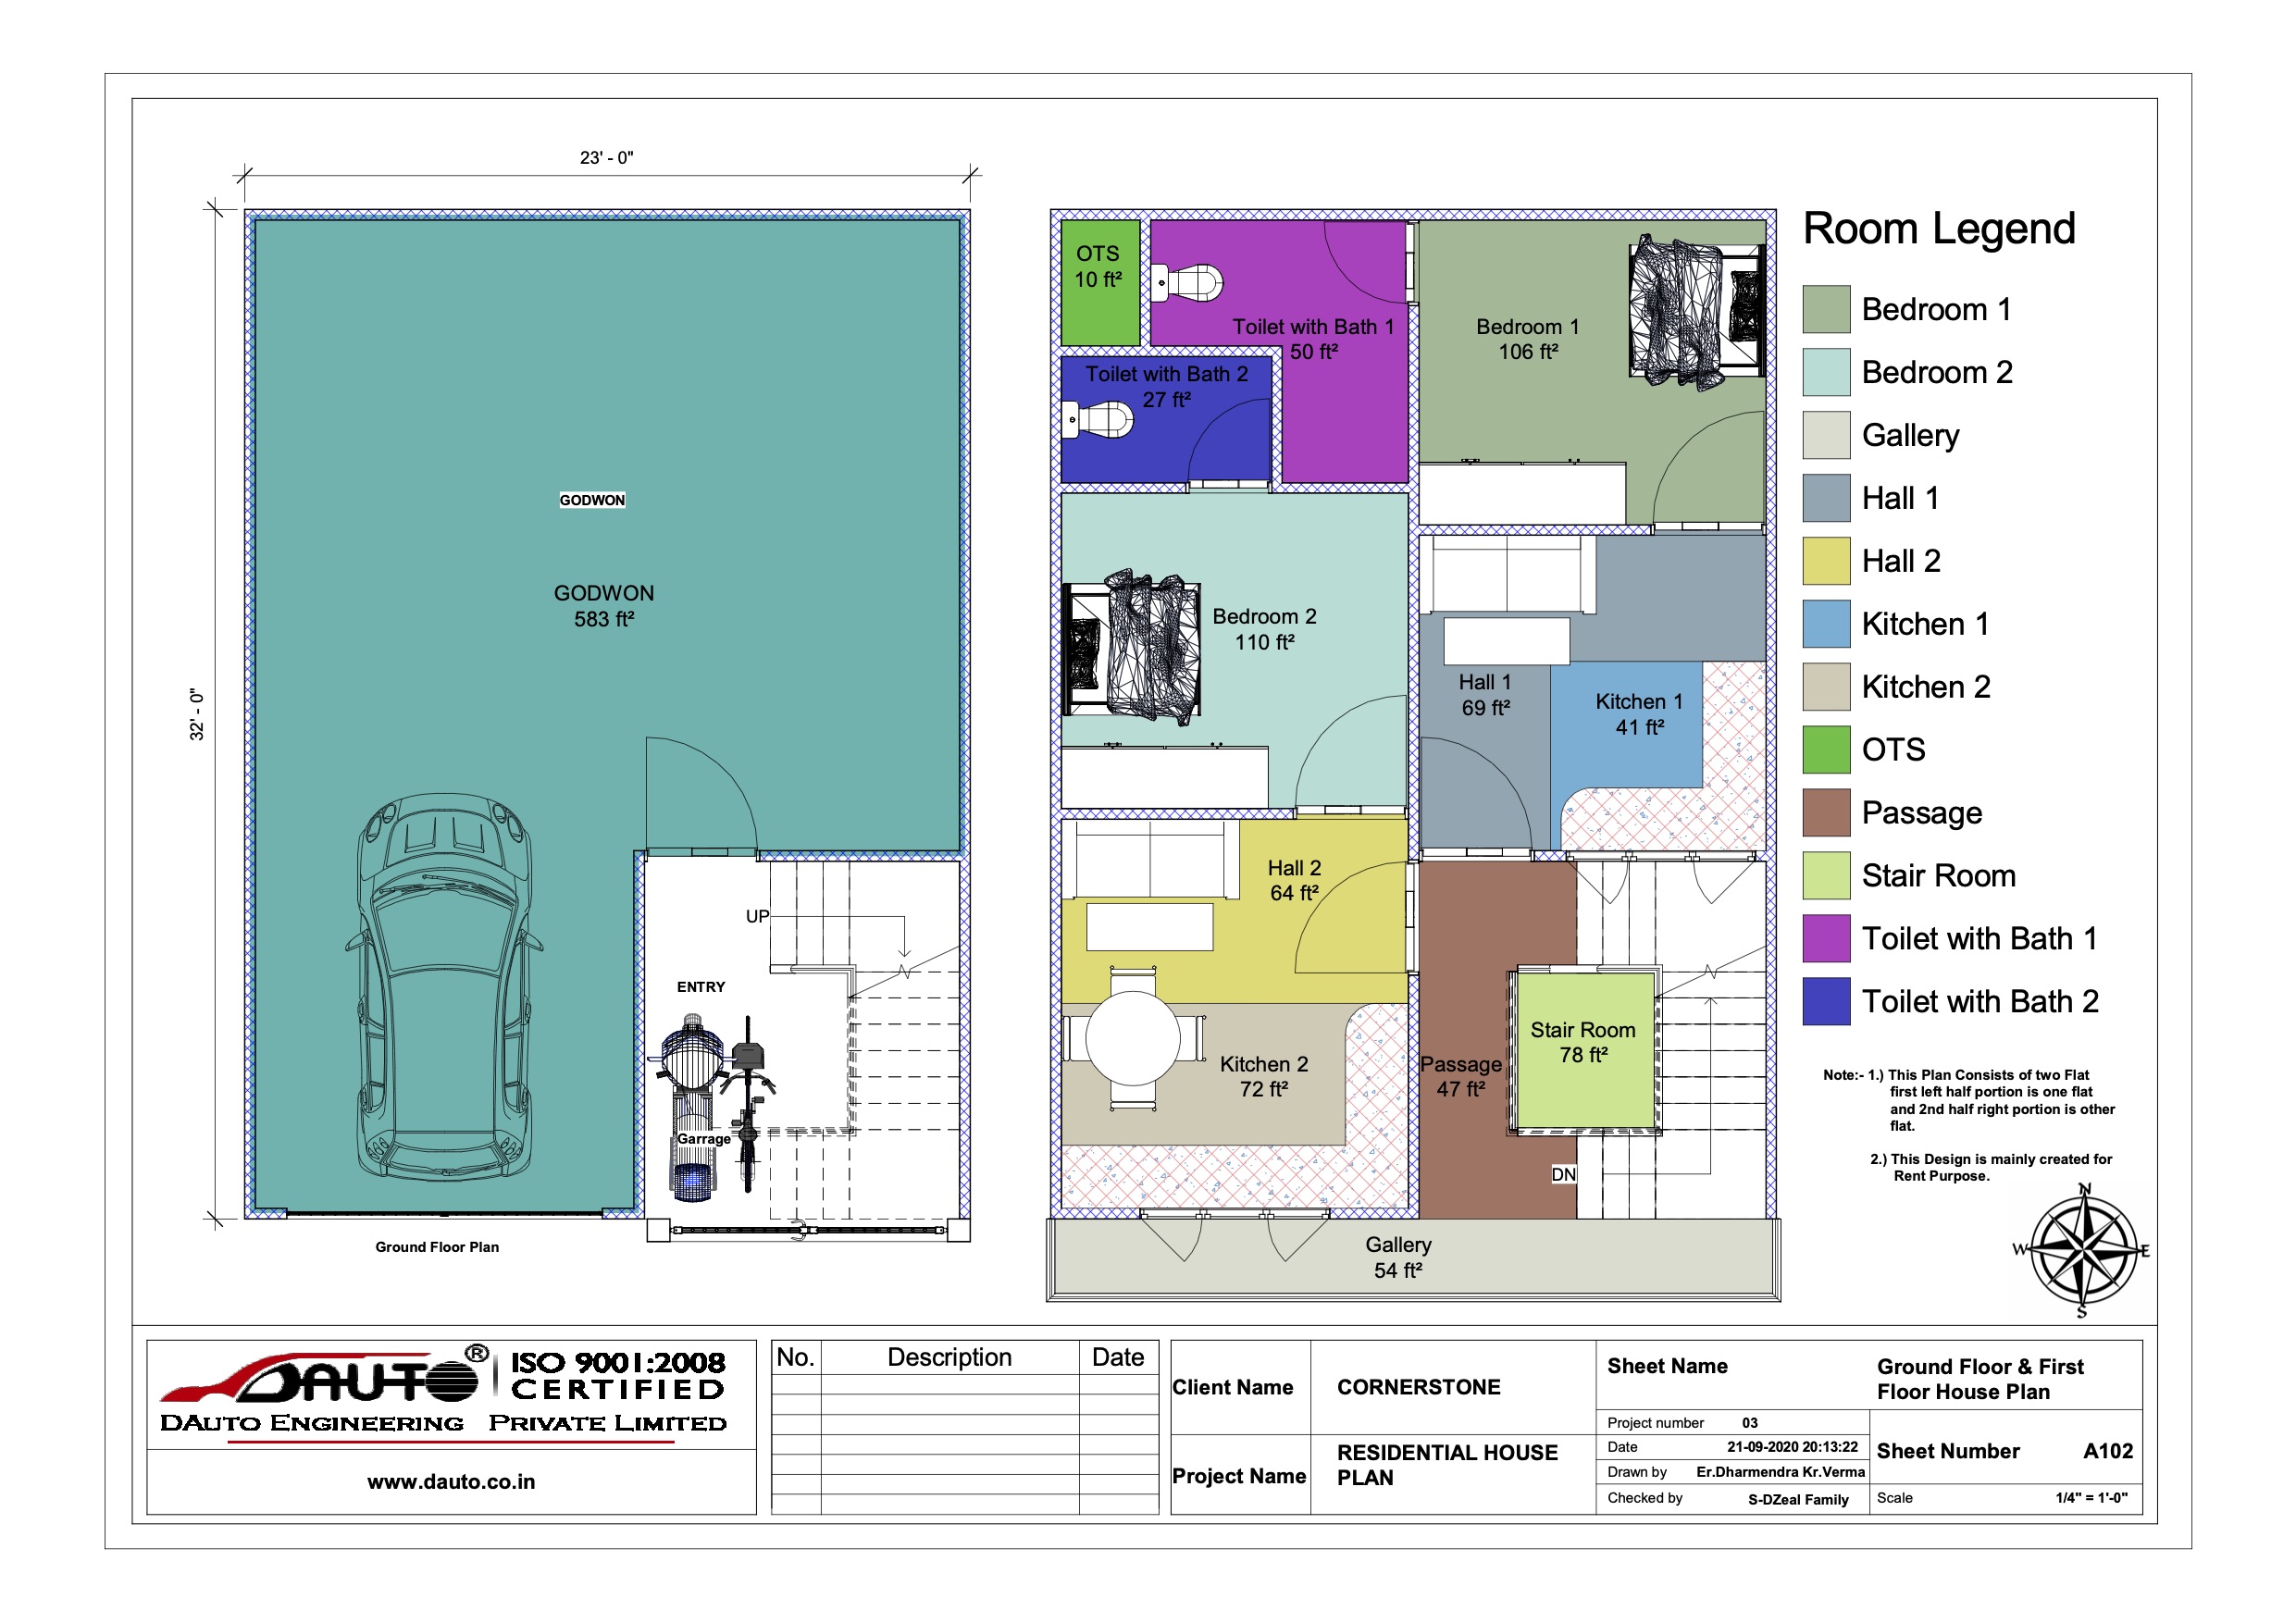 23' - 0"
32' - 0"
GODWON
GODWON
583 ft²
UP
ENTRY
Garrage
Ground Floor Plan
OTS
10 ft²
Toilet with Bath 1
50 ft²
Bedroom 1
106 ft²
Toilet with Bath 2
27 ft²
Bedroom 2
110 ft²
Hall 1
69 ft²
Kitchen 1
41 ft²
Hall 2
64 ft²
Stair Room
78 ft²
Kitchen 2
72 ft²
Passage
47 ft²
DN
Gallery
54 ft²
Room Legend
Bedroom 1
Bedroom 2
Gallery
Hall 1
Hall 2
Kitchen 1
Kitchen 2
OTS
Passage
Stair Room
Toilet with Bath 1
Toilet with Bath 2
Note:- 1.) This Plan Consists of two Flat
first left half portion is one flat
and 2nd half right portion is other
flat.
2.) This Design is mainly created for
Rent Purpose.
N
W
E
S
DAUTO ®
ISO 9001:2008
CERTIFIED
DAUTO ENGINEERING PRIVATE LIMITED
www.dauto.co.in
No. Description Date
Client Name CORNERSTONE
Project Name RESIDENTIAL HOUSE
PLAN
Sheet Name Ground Floor & First
Floor House Plan
Project number 03
Date 21-09-2020 20:13:22
Drawn by Er.Dharmendra Kr.Verma
Checked by S-DZeal Family
Sheet Number A102
Scale 1/4" = 1'-0"